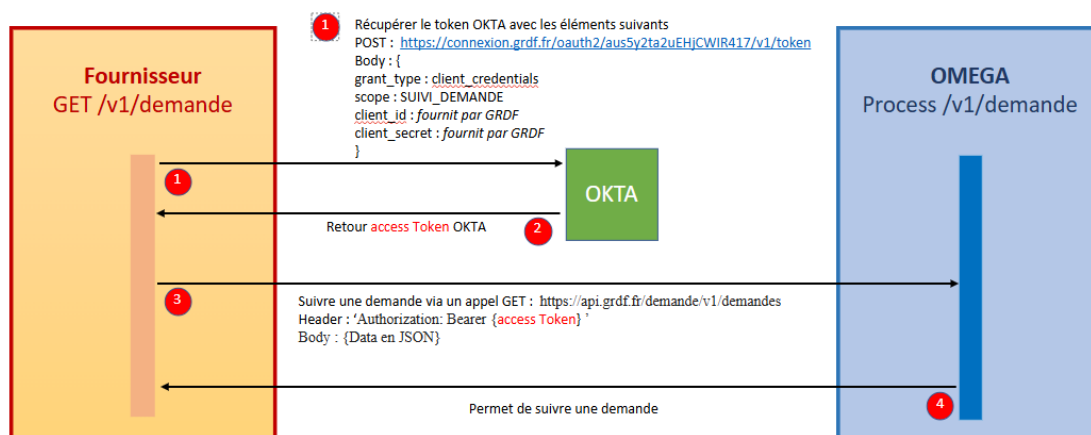 1
Récupérer le token OKTA avec les éléments suivants
POST : https://connexion.grdf.fr/oauth2/aus5y2ta2uEHjCWIR417/v1/token
Body : {
grant_type : client_credentials
scope : SUIVI_DEMANDE
client_id : fournit par GRDF
client_secret : fournit par GRDF
}
Fournisseur
GET /v1/demande
OMEGA
Process /v1/demande
1
OKTA
Retour access Token OKTA
2
3
Suivre une demande via un appel GET : https://api.grdf.fr/demande/v1/demandes
Header : ‘Authorization: Bearer {access Token} ’
Body : {Data en JSON}
4
Permet de suivre une demande